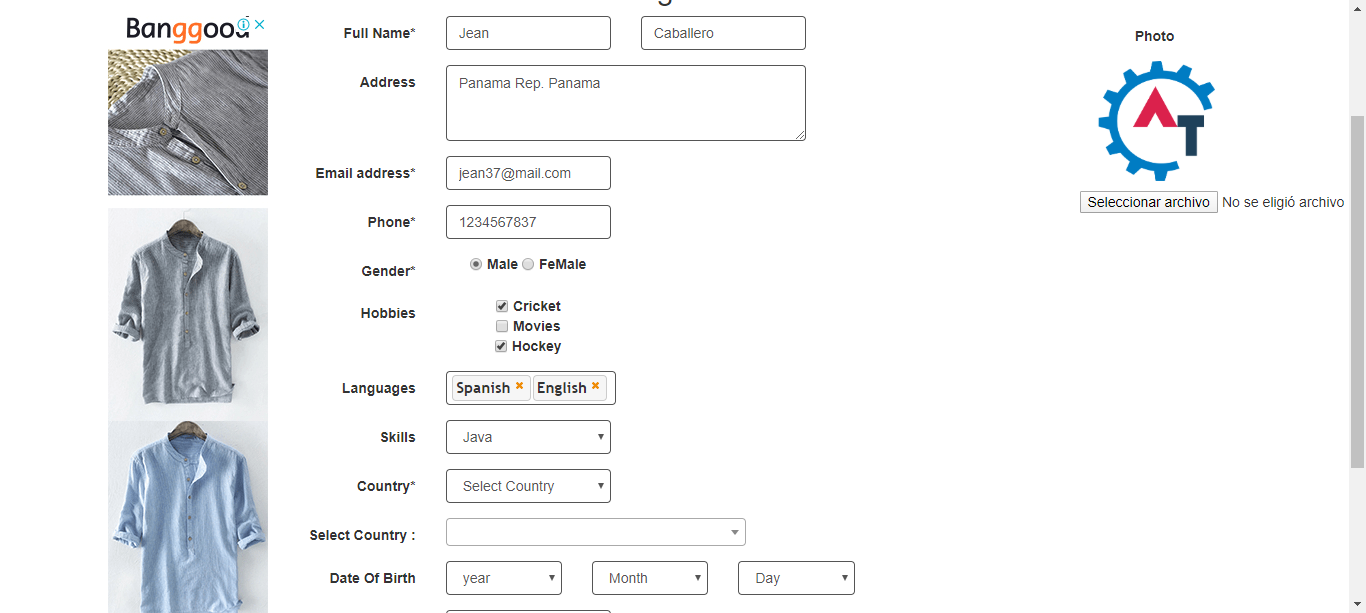 Banggood
Full Name*
Jean
Caballero
Photo
AT
Address
Panama Rep. Panama
Seleccionar archivo No se eligió archivo
Email address*
jean37@mail.com
Phone*
1234567837
Gender*
Male FeMale
Hobbies
Cricket
Movies
Hockey
Languages
Spanish English
Skills
Java
Country*
Select Country
Select Country :
Date Of Birth
year
Month
Day